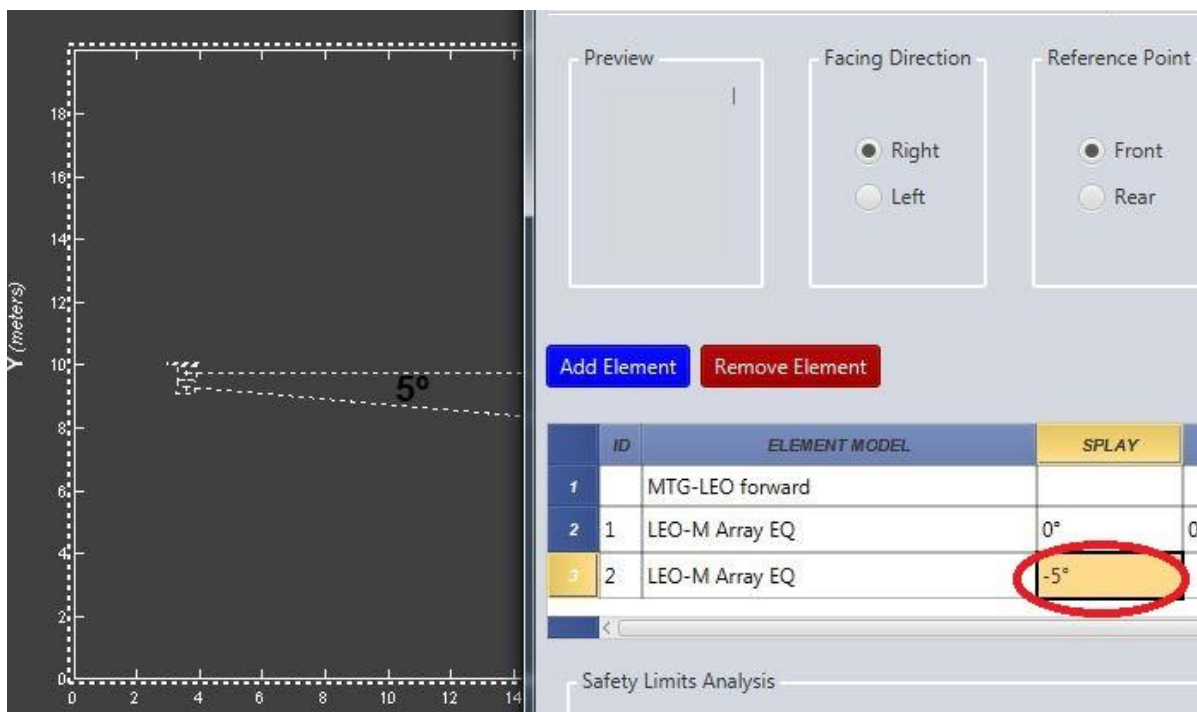 Preview
Facing Direction
Reference Point
Right
Front
Left
Rear
Add Element
Remove Element
ID ELEMENT MODEL SPLAY
1 MTG-LEO forward
2 1 LEO-M Array EQ 0° 0
3 2 LEO-M Array EQ -5°
Safety Limits Analysis
Y (meters)
18
16
14
12
10
8
6
4
2
0
5º
0 2 4 6 8 10 12 14